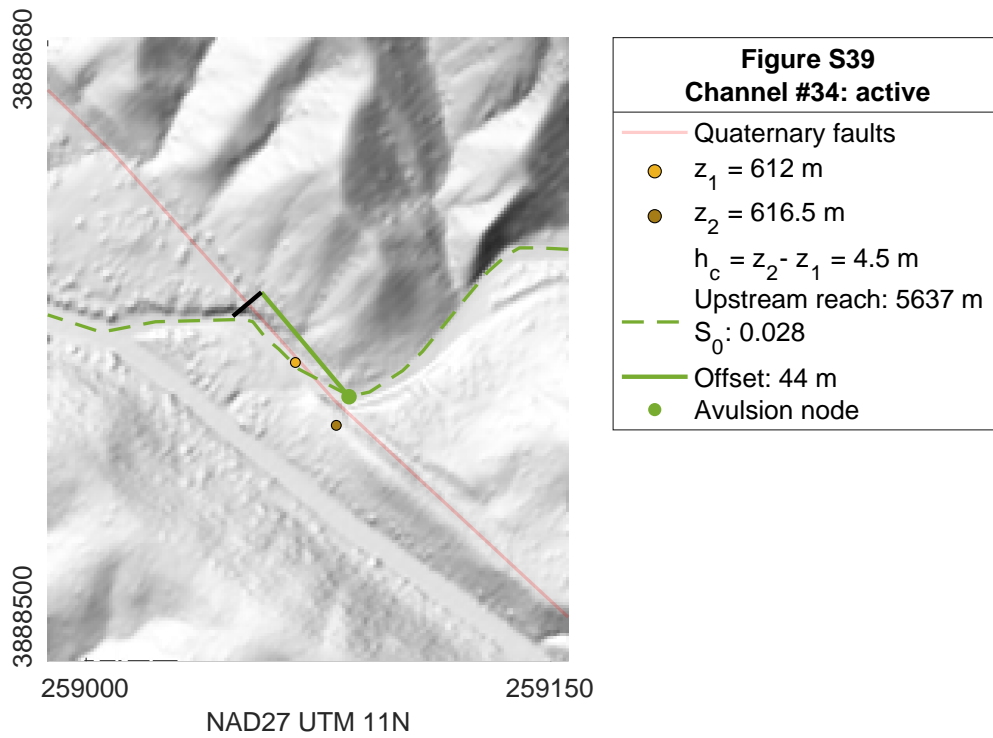 Figure S39
Channel #34: active
Quaternary faults
z1 = 612 m
z2 = 616.5 m
hc = z2- z1 = 4.5 m
Upstream reach: 5637 m
S0: 0.028
Offset: 44 m
Avulsion node
3888680
3888500
259000
259150
NAD27 UTM 11N